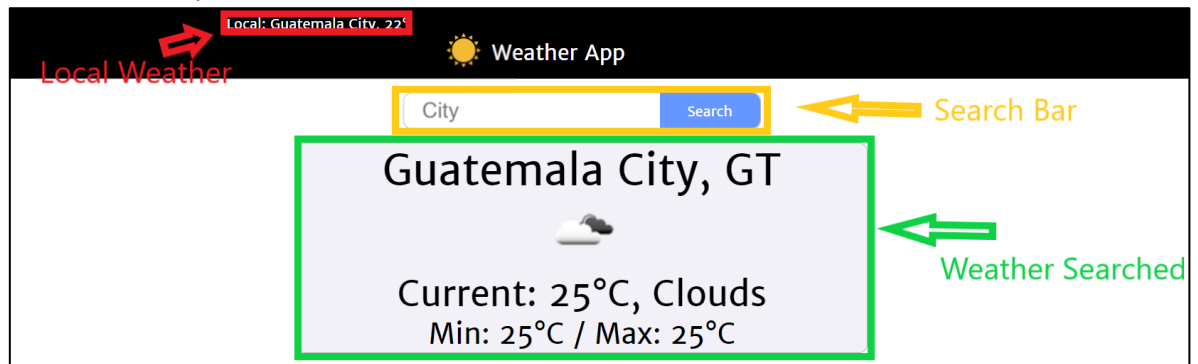 Local: Guatemala City, 22°
Weather App
Local Weather
City
Search
Search Bar
Guatemala City, GT
Current: 25°C, Clouds
Min: 25°C / Max: 25°C
Weather Searched